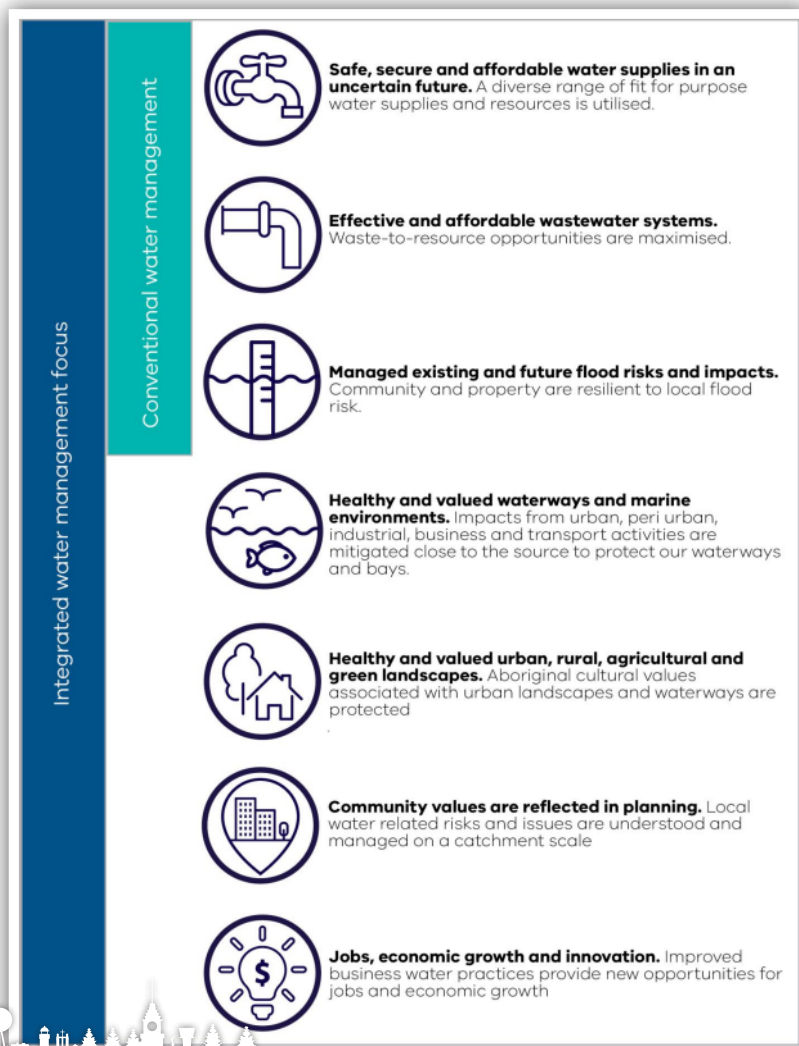 Integrated water management focus
Conventional water management
Safe, secure and affordable water supplies in an
uncertain future. A diverse range of fit for purpose
water supplies and resources is utilised.
Effective and affordable wastewater systems.
Waste-to-resource opportunities are maximised.
Managed existing and future flood risks and impacts.
Community and property are resilient to local flood
risk.
Healthy and valued waterways and marine
environments. Impacts from urban, peri urban,
industrial, business and transport activities are
mitigated close to the source to protect our waterways
and bays.
Healthy and valued urban, rural, agricultural and
green landscapes. Aboriginal cultural values
associated with urban landscapes and waterways are
protected
.
Community values are reflected in planning. Local
water related risks and issues are understood and
managed on a catchment scale
$
Jobs, economic growth and innovation. Improved
business water practices provide new opportunities for
jobs and economic growth